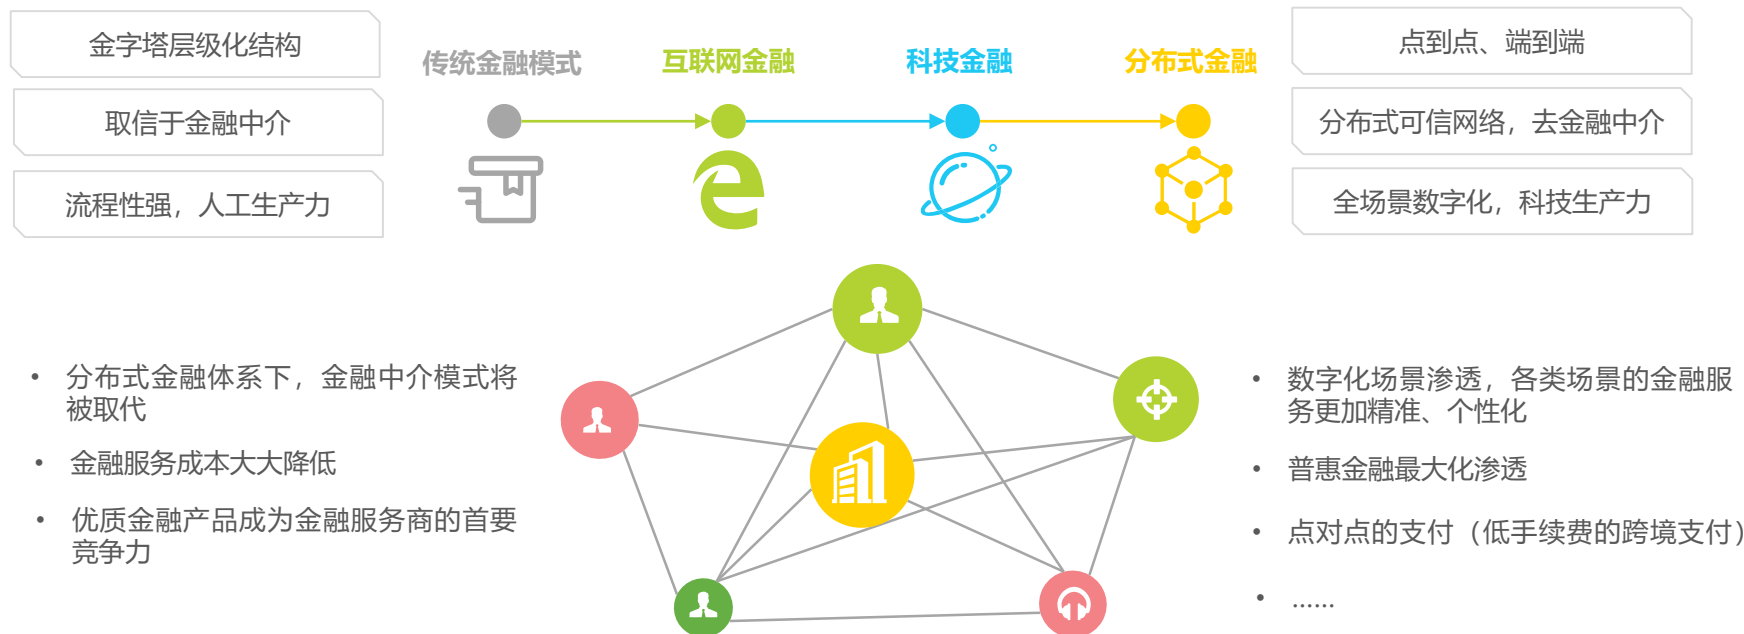 金字塔层级化结构
取信于金融中介
流程性强，人工生产力
传统金融模式
互联网金融
科技金融
分布式金融
点到点、端到端
分布式可信网络，去金融中介
全场景数字化，科技生产力
• 分布式金融体系下，金融中介模式将
被取代
• 金融服务成本大大降低
• 优质金融产品成为金融服务商的首要
竞争力
• 数字化场景渗透，各类场景的金融服
务更加精准、个性化
• 普惠金融最大化渗透
• 点对点的支付（低手续费的跨境支付）
• ......